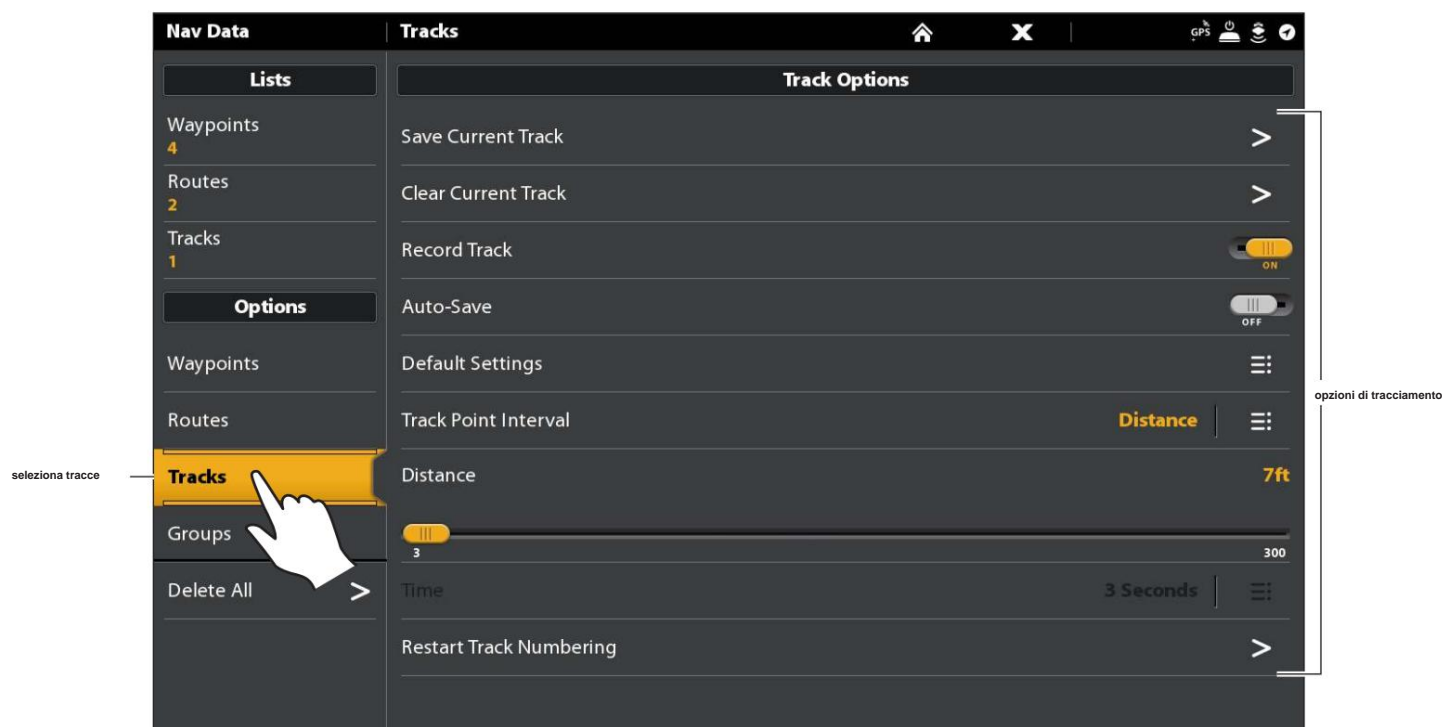 Nav Data
Tracks
GPS
Lists
Waypoints
4
Routes
2
Tracks
1
Options
Waypoints
Routes
Tracks
Groups
Delete All
Track Options
Save Current Track
Clear Current Track
Record Track
ON
Auto-Save
OFF
Default Settings
Track Point Interval Distance
Distance 7ft
3 300
Time 3 Seconds
Restart Track Numbering
seleziona tracce
opzioni di tracciamento